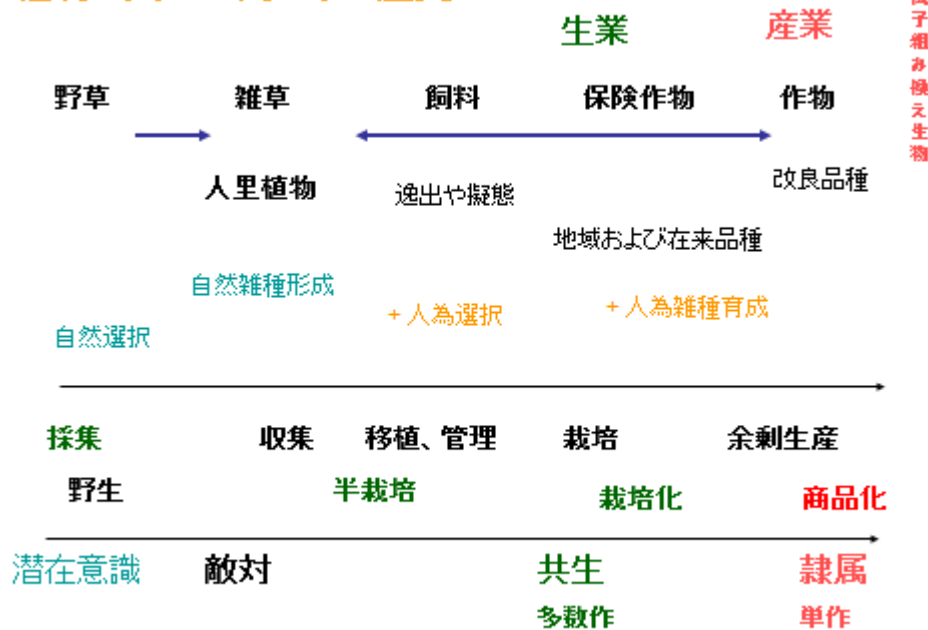 生業 産業
子組み換え生物
野草 雑草 飼料 保険作物 作物
人里植物 逸出や擬態 改良品種
地域および在来品種
自然雑種形成
+人為選択 +人為雑種育成
自然選択
採集 収集 移植、管理 栽培 余剰生産
野生 半栽培 栽培化 商品化
潜在意識 敵対 共生 隷属
多数作 単作